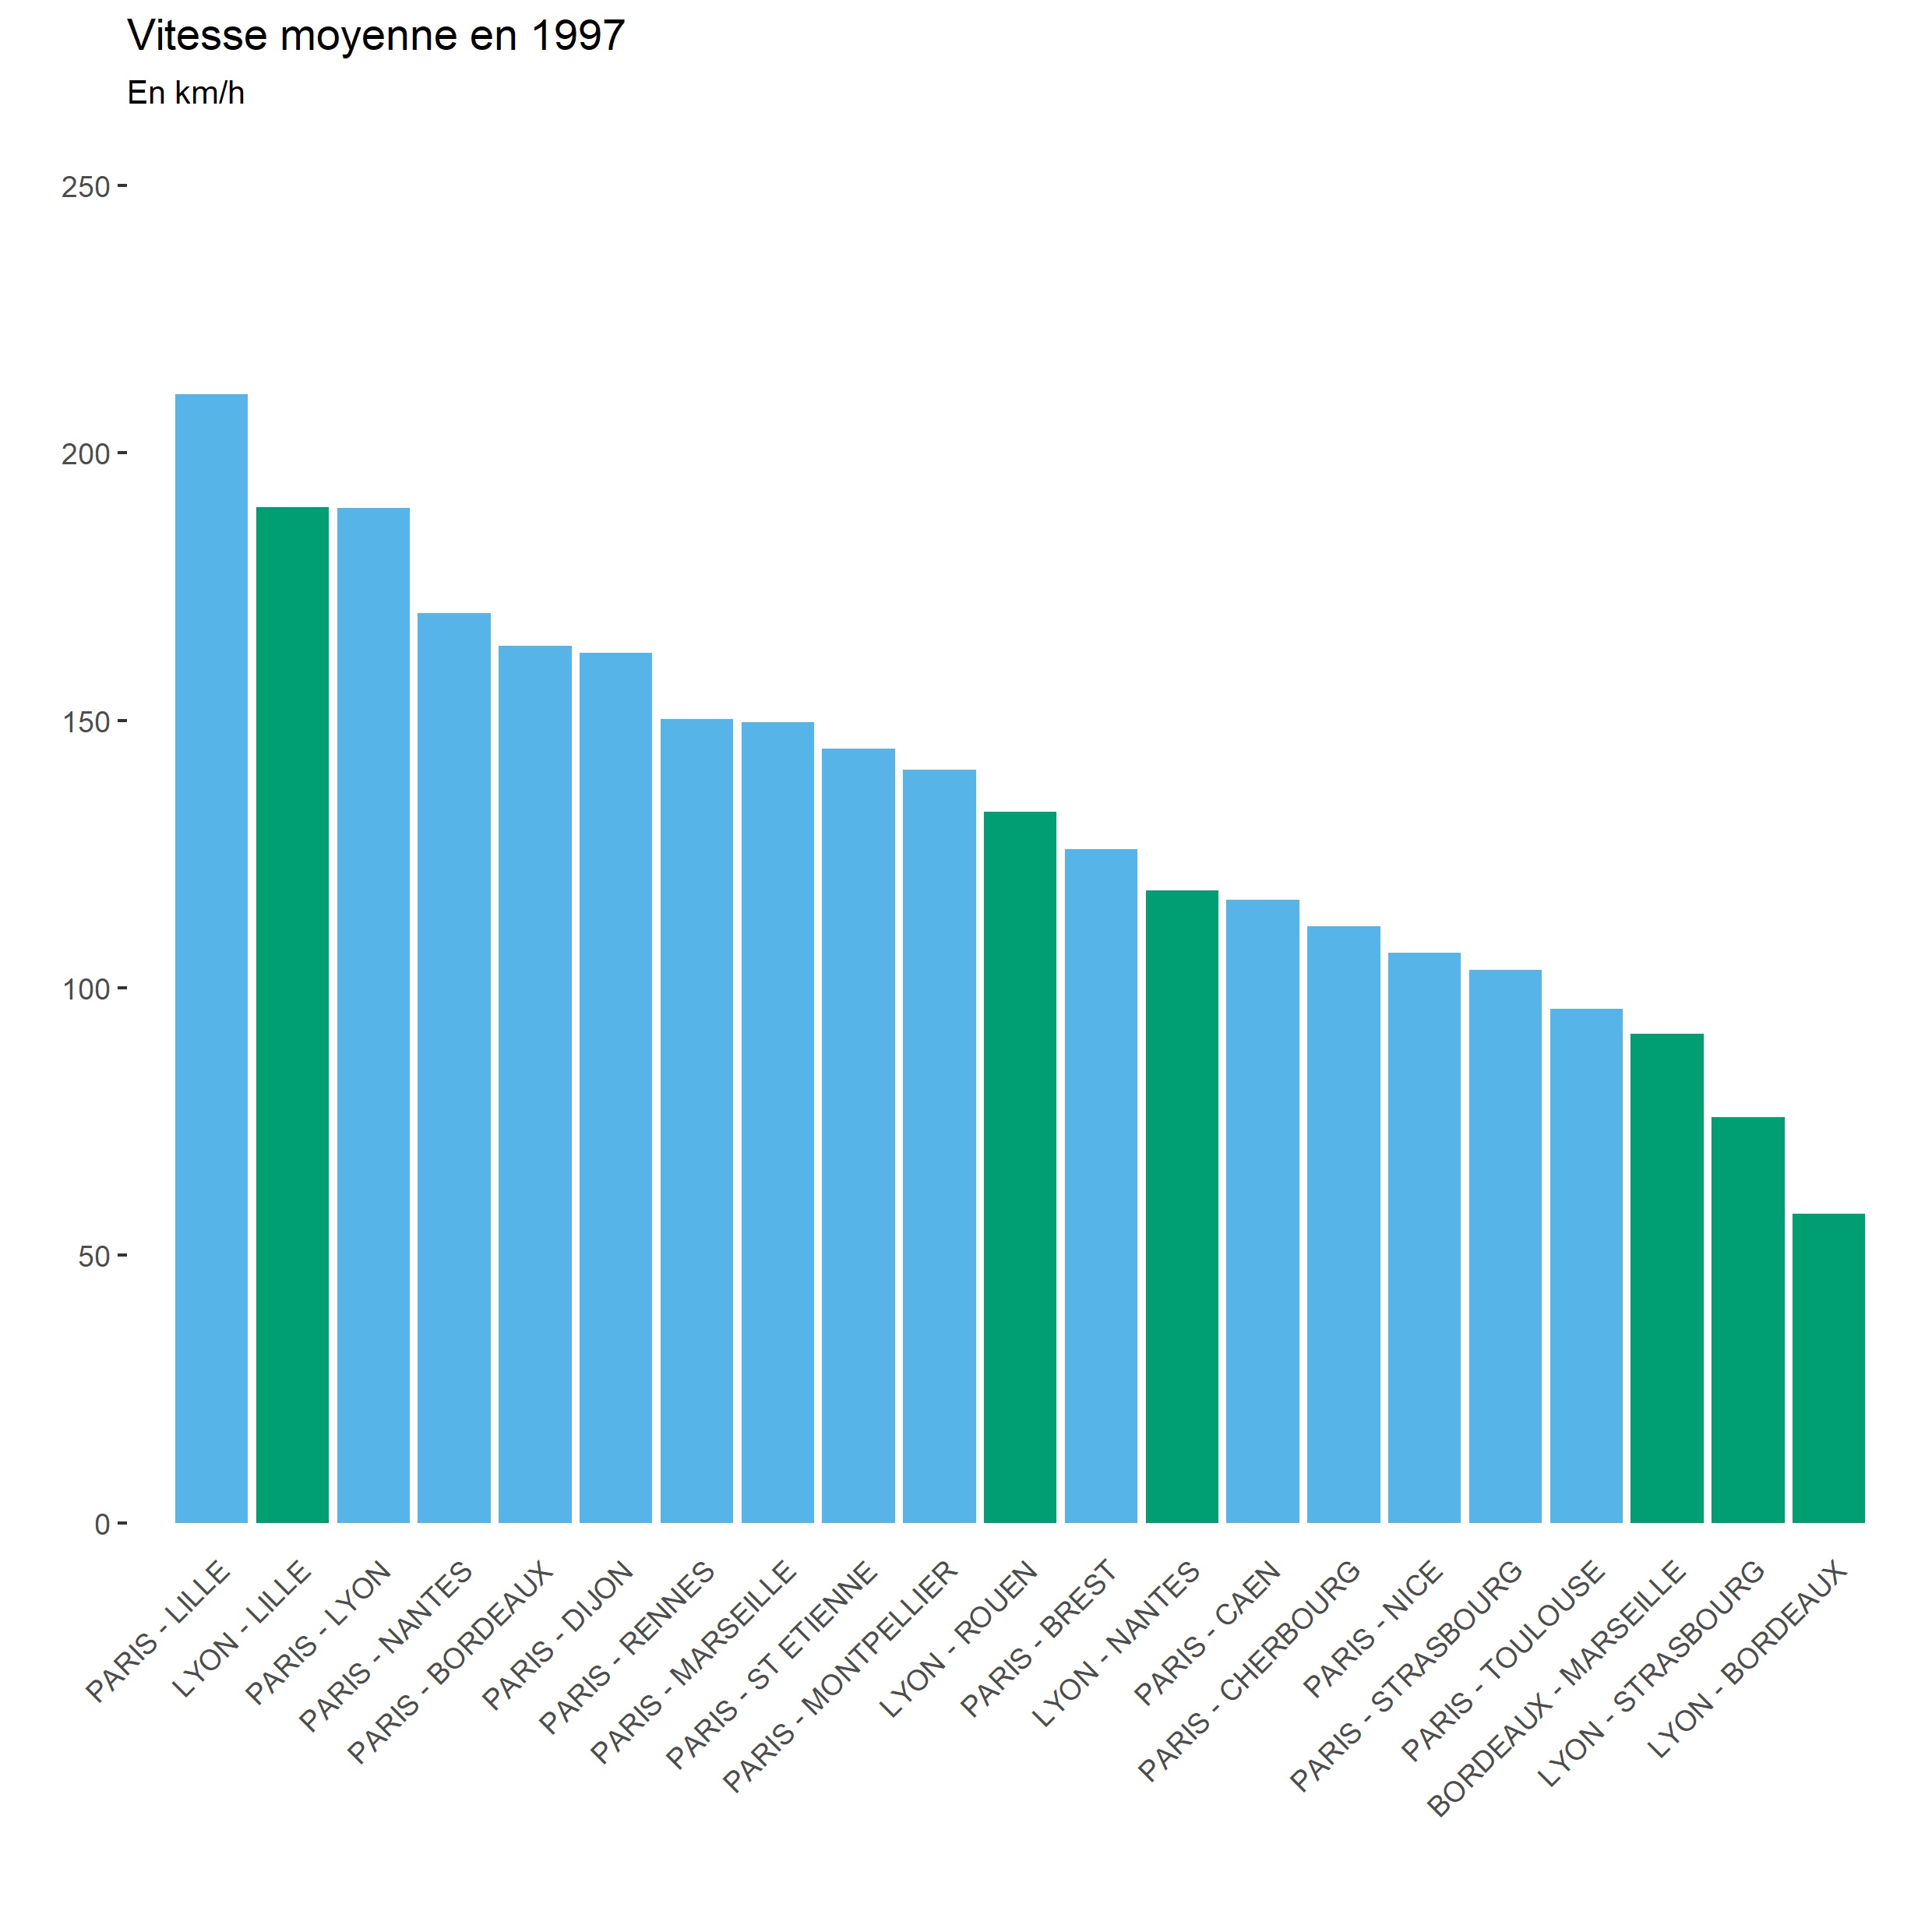 Vitesse moyenne en 1997
En km/h
250
200
150
100
50
0
PARIS - LILLE
LYON - LILLE
PARIS - LYON
PARIS - NANTES
PARIS - BORDEAUX
PARIS - DIJON
PARIS - RENNES
PARIS - MARSEILLE
PARIS - ST ETIENNE
PARIS - MONTPELLIER
LYON - ROUEN
PARIS - BREST
LYON - NANTES
PARIS - CAEN
PARIS - CHERBOURG
PARIS - NICE
PARIS - STRASBOURG
PARIS - TOULOUSE
BORDEAUX - MARSEILLE
LYON - STRASBOURG
LYON - BORDEAUX